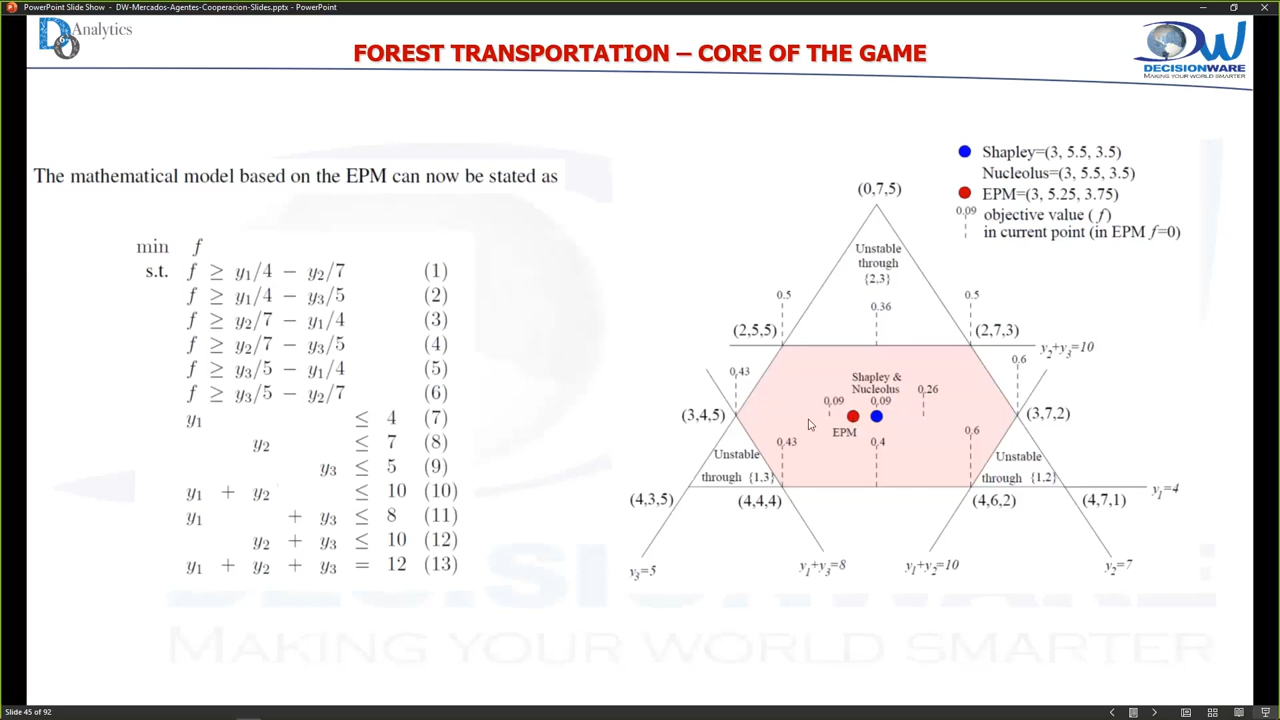 PowerPoint Slide Show - DW-Mercados-Agentes-Cooperacion-Slides.pptx - PowerPoint
Analytics
FOREST TRANSPORTATION – CORE OF THE GAME
DECISIONWARE
MAKING YOUR WORLD SMARTER
The mathematical model based on the EPM can now be stated as
min f
s.t. f ≥ y₁/4 − y₂/7 (1)
f ≥ y₁/4 − y₃/5 (2)
f ≥ y₂/7 − y₁/4 (3)
f ≥ y₂/7 − y₃/5 (4)
f ≥ y₃/5 − y₁/4 (5)
f ≥ y₃/5 − y₂/7 (6)
y₁ ≤ 4 (7)
y₂ ≤ 7 (8)
y₃ ≤ 5 (9)
y₁ + y₂ ≤ 10 (10)
y₁ + y₃ ≤ 8 (11)
y₂ + y₃ ≤ 10 (12)
y₁ + y₂ + y₃ = 12 (13)
Shapley=(3, 5.5, 3.5)
Nucleolus=(3, 5.5, 3.5)
EPM=(3, 5.25, 3.75)
0.09 objective value (f)
in current point (in EPM f=0)
(0,7,5)
Unstable
through
{2,3}
0.5
0.36
0.5
(2,5,5)
(2,7,3)
y₂+y₃=10
0.43
0.6
Shapley &
Nucleolus
0.09
0.09
0.26
(3,4,5)
(3,7,2)
EPM
0.43
0.4
0.6
Unstable
through {1,3}
Unstable
through {1,2}
(4,3,5)
(4,4,4)
(4,6,2)
(4,7,1)
y₁=4
y₃=5
y₁+y₃=8
y₁+y₂=10
y₂=7
MAKING YOUR WORLD SMARTER
Slide 45 of 92